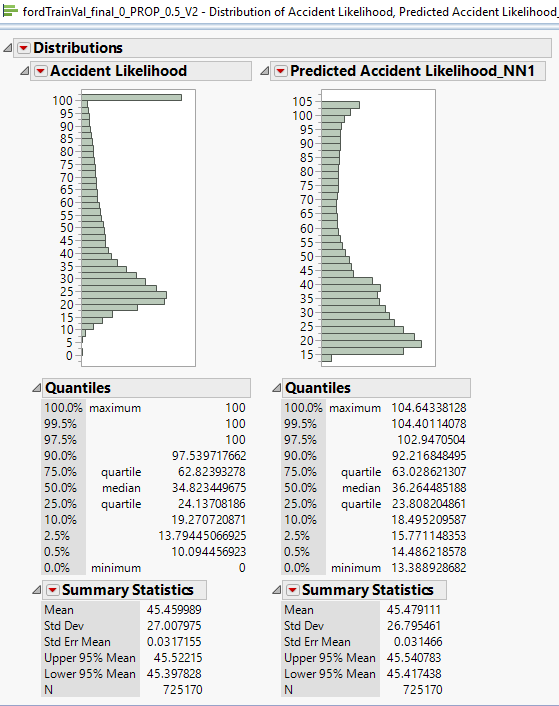 fordTrainVal_final_0_PROP_0.5_V2 - Distribution of Accident Likelihood, Predicted Accident Likelihood_
Distributions
Accident Likelihood
100
95
90
85
80
75
70
65
60
55
50
45
40
35
30
25
20
15
10
5
0
Quantiles
100.0% maximum 100
99.5% 100
97.5% 100
90.0% 97.539717662
75.0% quartile 62.82393278
50.0% median 34.823449675
25.0% quartile 24.13708186
10.0% 19.270720871
2.5% 13.79445066925
0.5% 10.094456923
0.0% minimum 0
Summary Statistics
Mean 45.459989
Std Dev 27.007975
Std Err Mean 0.0317155
Upper 95% Mean 45.52215
Lower 95% Mean 45.397828
N 725170
Predicted Accident Likelihood_NN1
105
100
95
90
85
80
75
70
65
60
55
50
45
40
35
30
25
20
15
Quantiles
100.0% maximum 104.64338128
99.5% 104.40114078
97.5% 102.9470504
90.0% 92.216848495
75.0% quartile 63.028621307
50.0% median 36.264485188
25.0% quartile 23.808204861
10.0% 18.495209587
2.5% 15.771148353
0.5% 14.486218578
0.0% minimum 13.388928682
Summary Statistics
Mean 45.479111
Std Dev 26.795461
Std Err Mean 0.031466
Upper 95% Mean 45.540783
Lower 95% Mean 45.417438
N 725170